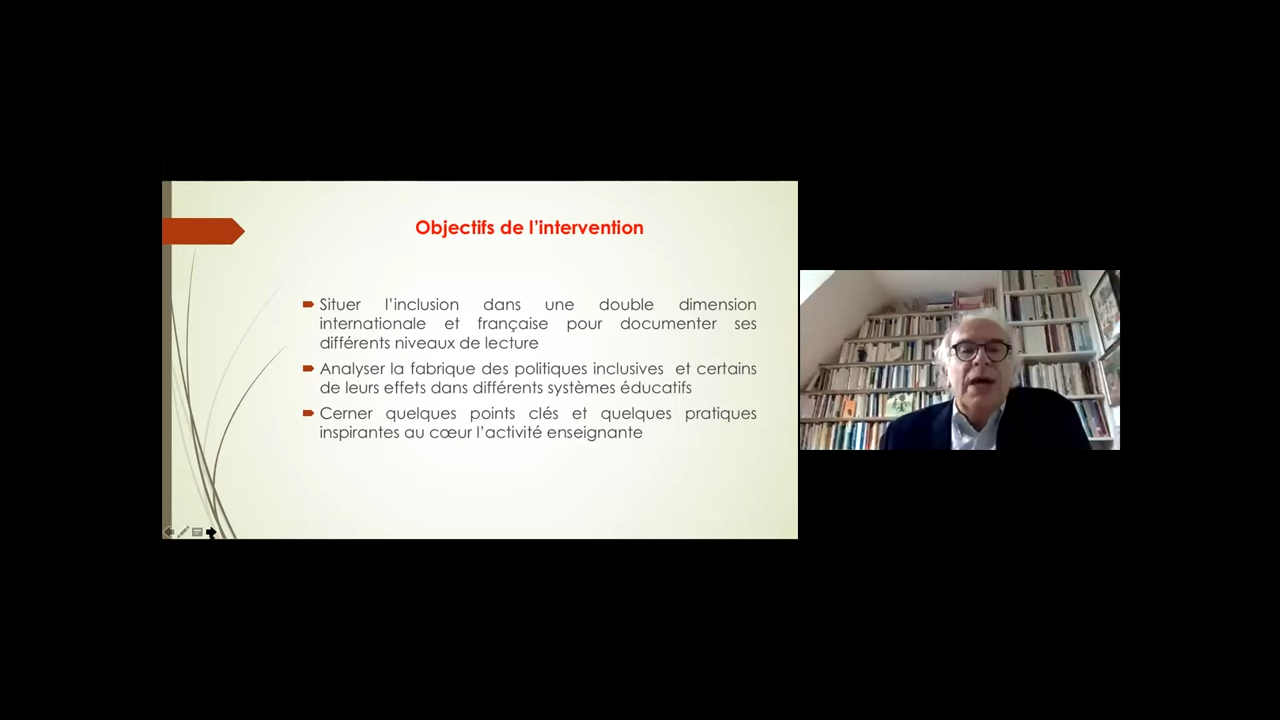 Objectifs de l'intervention
Situer l'inclusion dans une double dimension
internationale et française pour documenter ses
différents niveaux de lecture
Analyser la fabrique des politiques inclusives et certains
de leurs effets dans différents systèmes éducatifs
Cerner quelques points clés et quelques pratiques
inspirantes au cœur l'activité enseignante